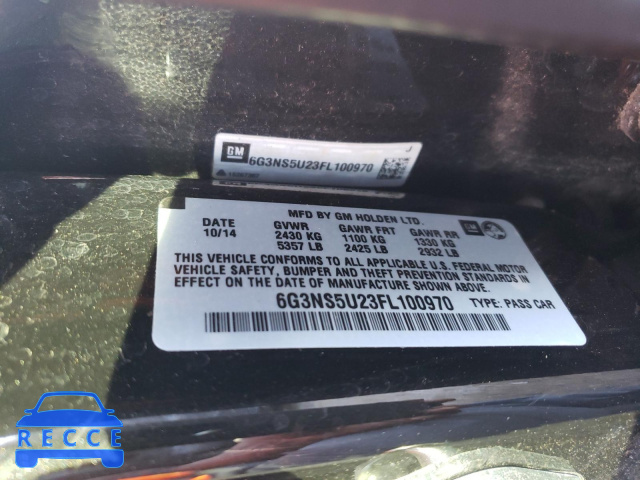 GM
6G3NS5U23FL100970
MFD BY GM HOLDEN LTD.
DATE GVWR GAWR FRT GAWR RR
10/14 2430 KG 1100 KG 1330 KG
5357 LB 2425 LB 2932 LB
GM
THIS VEHICLE CONFORMS TO ALL APPLICABLE U.S. FEDERAL MOTOR
VEHICLE SAFETY, BUMPER AND THEFT PREVENTION STANDARDS IN
EFFECT ON THE DATE OF MANUFACTURE SHOWN ABOVE.
6G3NS5U23FL100970 TYPE: PASS CAR
RECCE